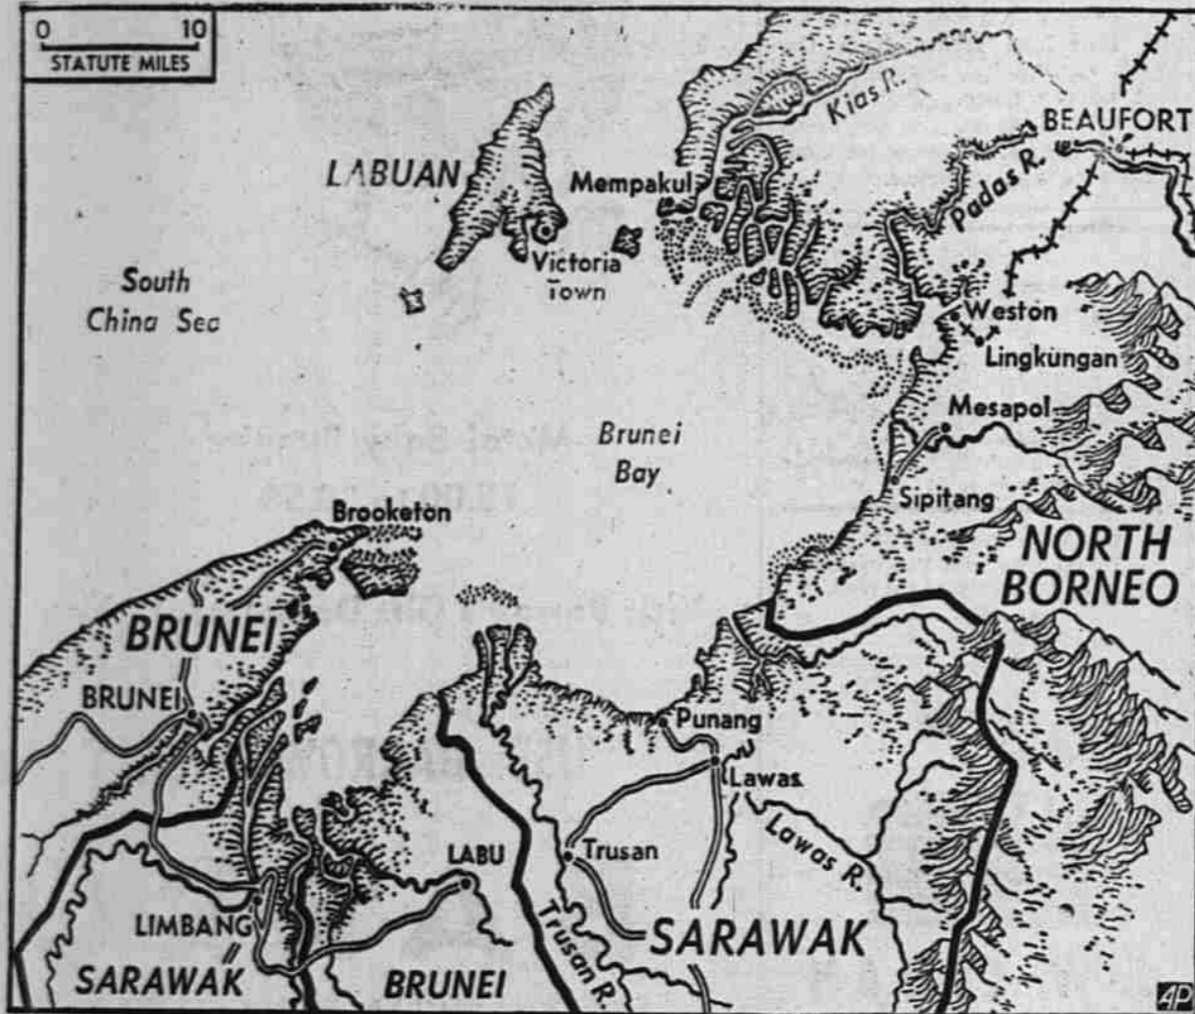 0 10
STATUTE MILES
Kias R.
BEAUFORT
LABUAN
Mempakul
Padas R.
Victoria
Town
South
China Sea
Weston
Lingkungan
Mesapol
Brunei
Bay
Sipitang
Brooketon
NORTH
BORNEO
BRUNEI
BRUNEI
Punang
Lawas
Lawas R.
Trusan
LABU
LIMBANG
Trusan R.
SARAWAK
SARAWAK
BRUNEI
AP